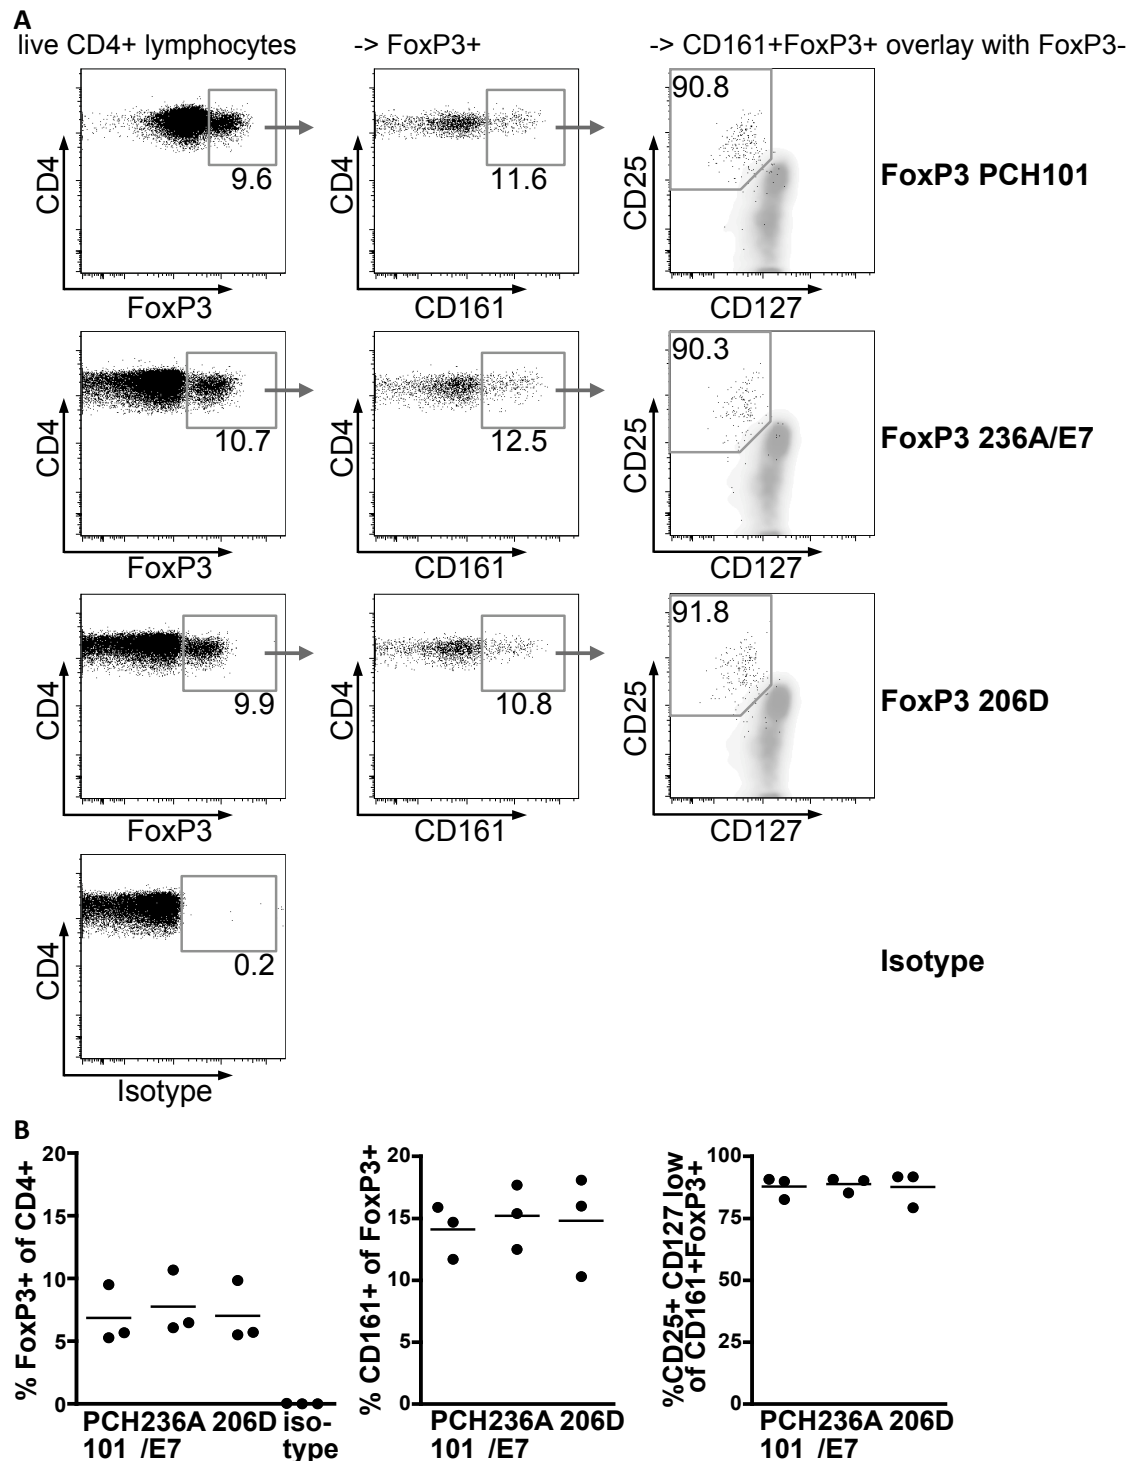 A
live CD4+ lymphocytes -> FoxP3+ -> CD161+FoxP3+ overlay with FoxP3-
CD4 9.6 FoxP3
CD4 11.6 CD161
CD25 90.8 CD127
FoxP3 PCH101
CD4 10.7 FoxP3
CD4 12.5 CD161
CD25 90.3 CD127
FoxP3 236A/E7
CD4 9.9 FoxP3
CD4 10.8 CD161
CD25 91.8 CD127
FoxP3 206D
CD4 0.2 Isotype
Isotype
B
% FoxP3+ of CD4+
20
15
10
5
0
PCH 236A 206D iso-
101 /E7 type
% CD161+ of FoxP3+
20
15
10
5
0
PCH 236A 206D
101 /E7
%CD25+ CD127 low
of CD161+FoxP3+
100
75
50
25
0
PCH 236A 206D
101 /E7